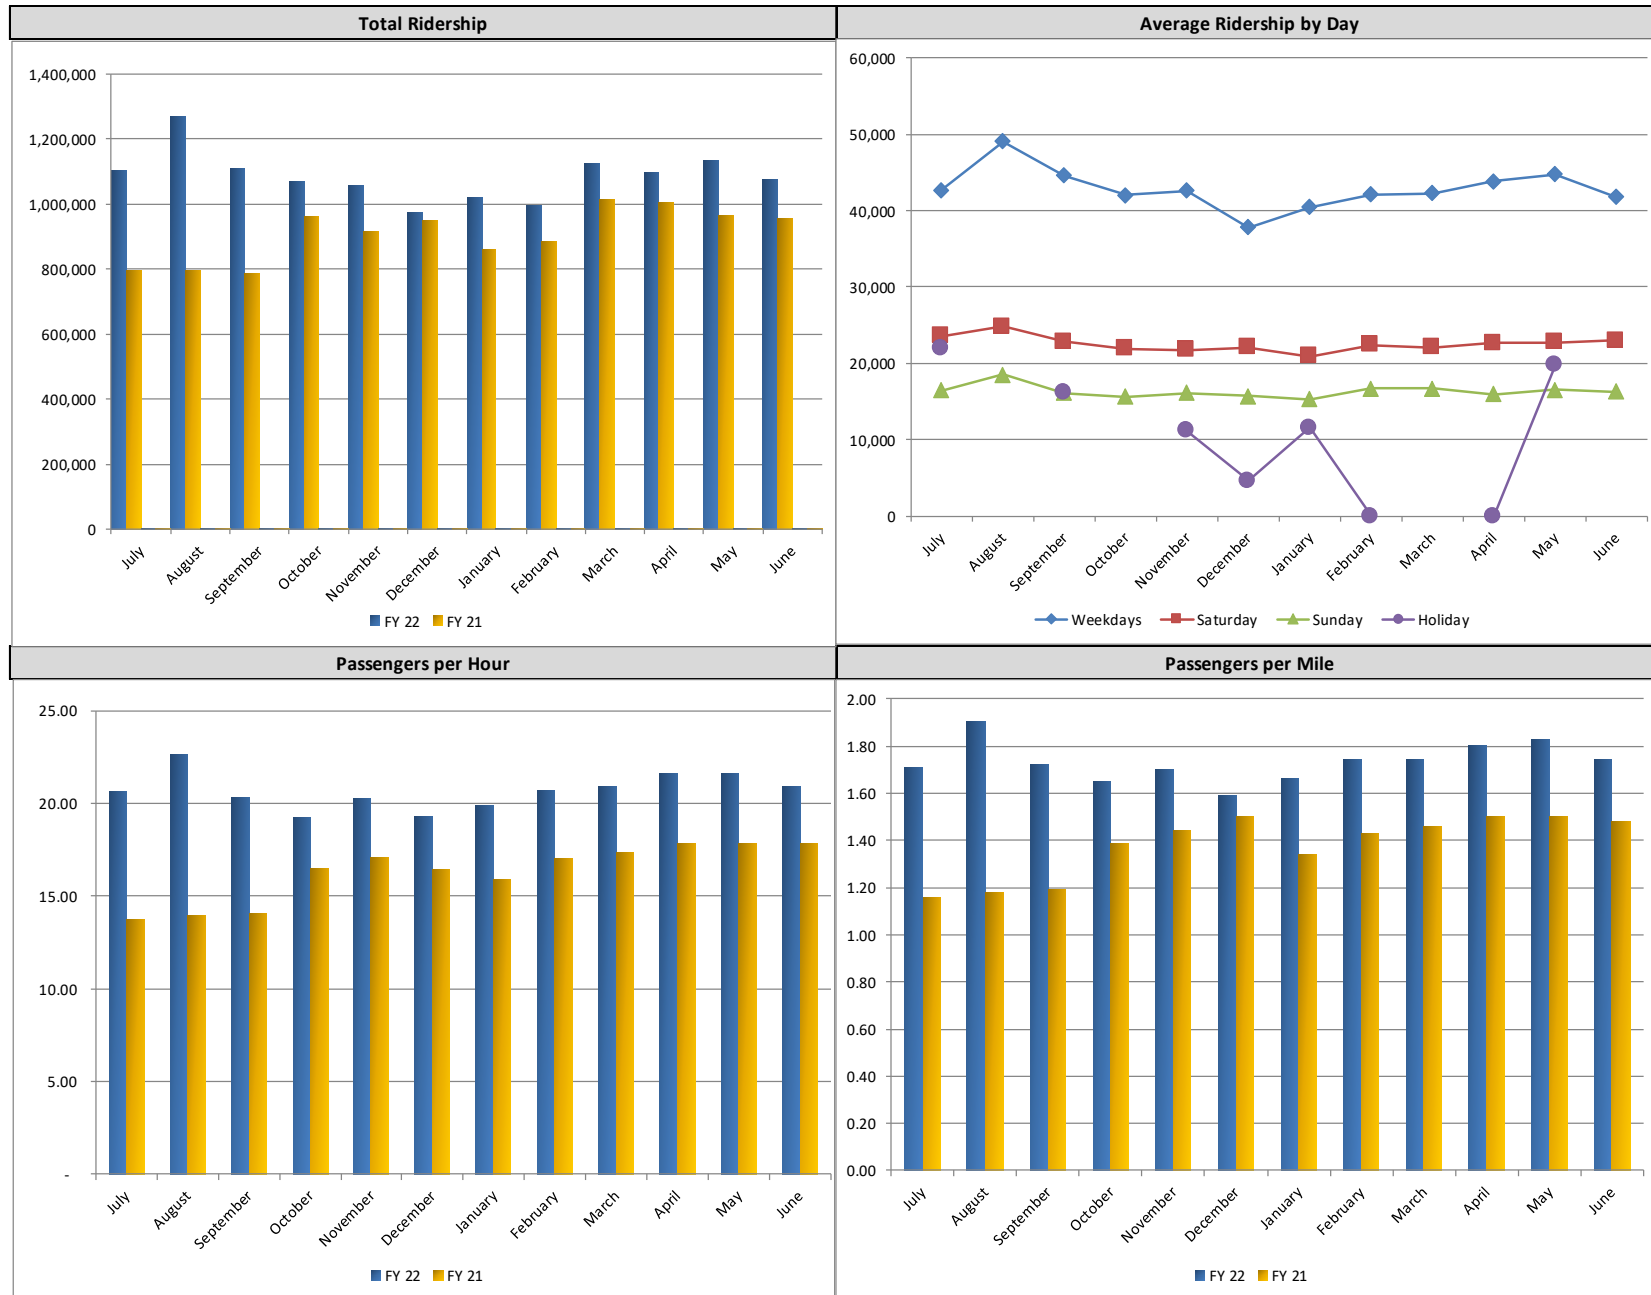 Total Ridership
1,400,000
1,200,000
1,000,000
800,000
600,000
400,000
200,000
0
July August September October November December January February March April May June
FY 22 FY 21
Average Ridership by Day
60,000
50,000
40,000
30,000
20,000
10,000
0
July August September October November December January February March April May June
Weekdays Saturday Sunday Holiday
Passengers per Hour
25.00
20.00
15.00
10.00
5.00
-
July August September October November December January February March April May June
FY 22 FY 21
Passengers per Mile
2.00
1.80
1.60
1.40
1.20
1.00
0.80
0.60
0.40
0.20
0.00
July August September October November December January February March April May June
FY 22 FY 21